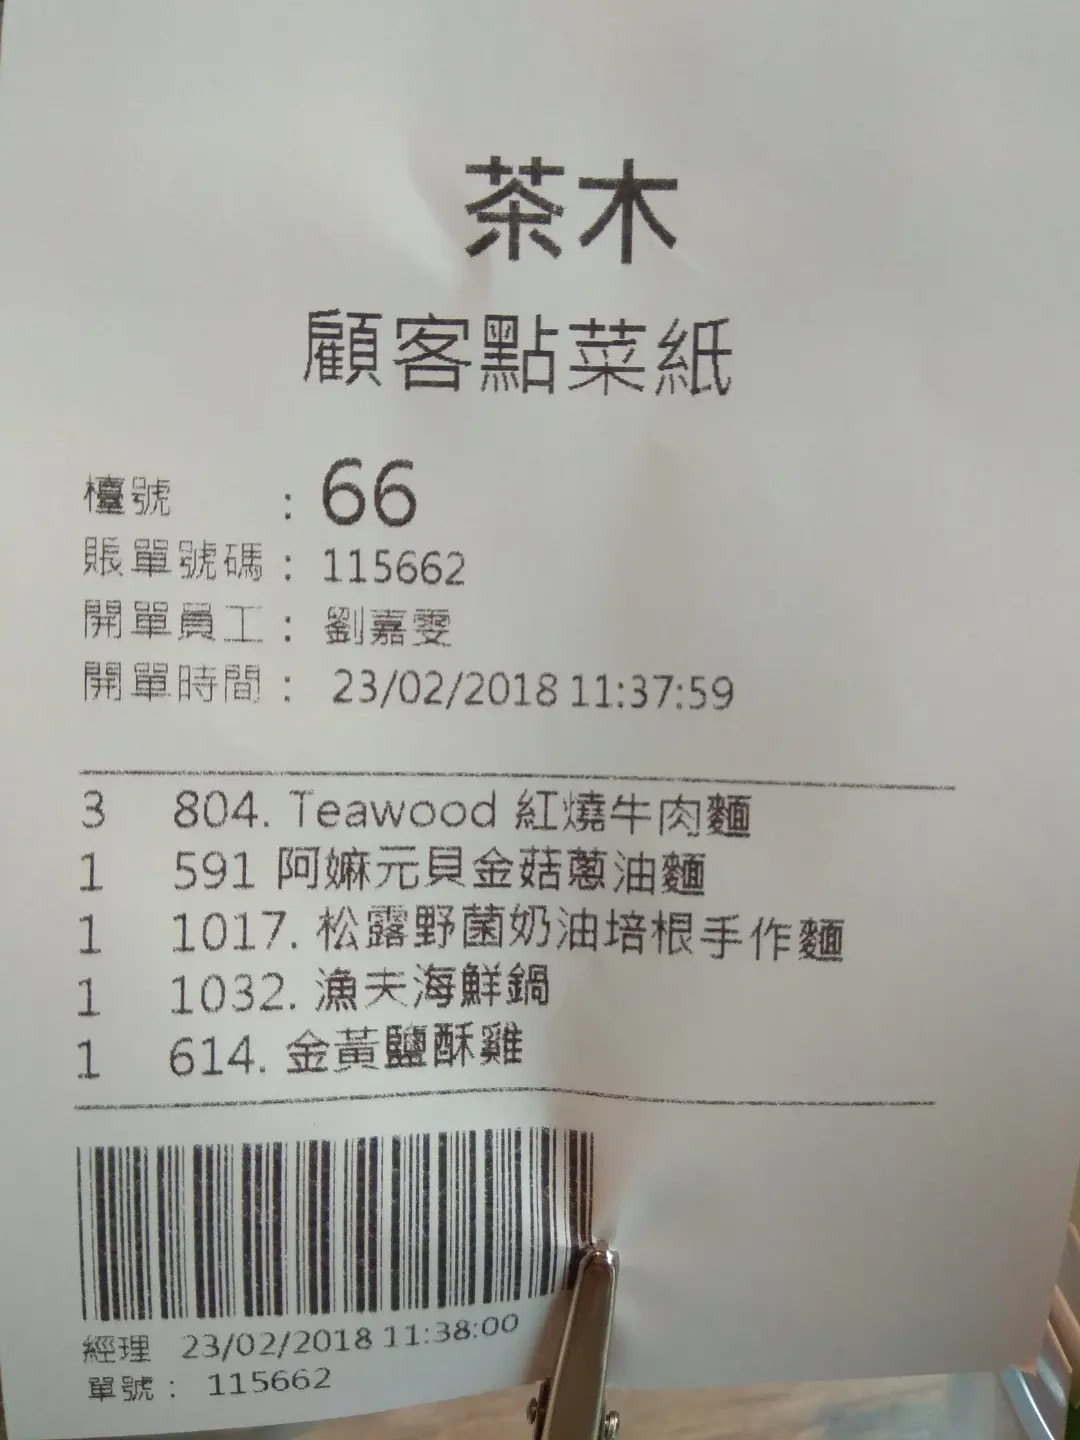 茶木
顧客點菜紙
檯號 : 66
賬單號碼 : 115662
開單員工 : 劉嘉雯
開單時間 : 23/02/2018 11:37:59
3 804. Teawood 紅燒牛肉麵
1 591 阿嫲元貝金菇蔥油麵
1 1017. 松露野菌奶油培根手作麵
1 1032. 漁夫海鮮鍋
1 614. 金黃鹽酥雞
經理 23/02/2018 11:38:00
單號 : 115662